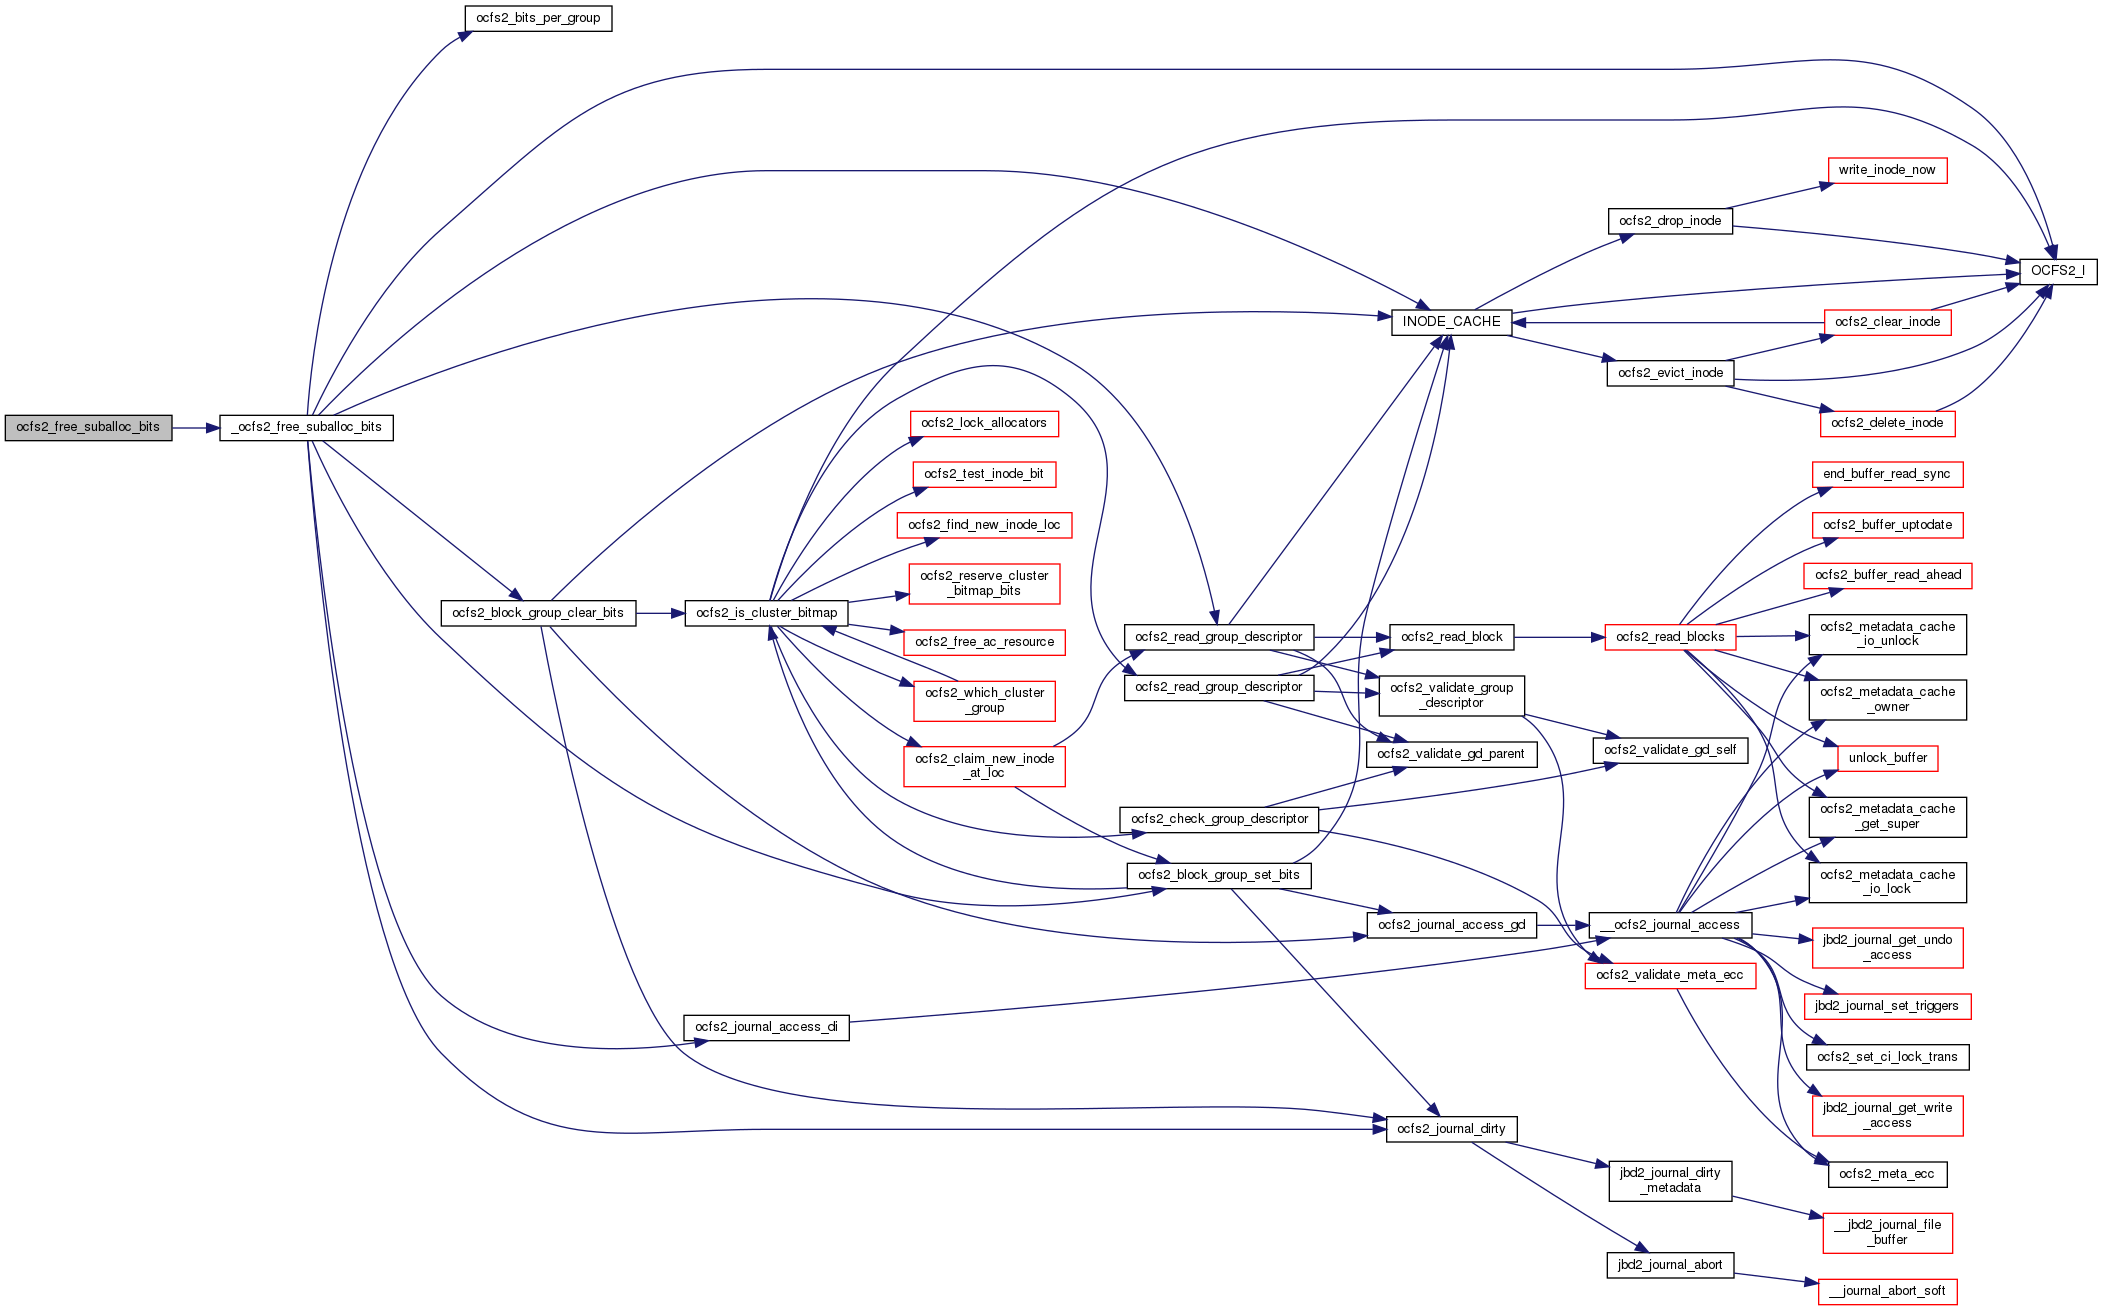 ocfs2_bits_per_group
write_inode_now
ocfs2_drop_inode
OCFS2_I
INODE_CACHE
ocfs2_clear_inode
ocfs2_evict_inode
ocfs2_free_suballoc_bits
_ocfs2_free_suballoc_bits
ocfs2_lock_allocators
ocfs2_delete_inode
ocfs2_test_inode_bit
end_buffer_read_sync
ocfs2_find_new_inode_loc
ocfs2_buffer_uptodate
ocfs2_reserve_cluster
_bitmap_bits
ocfs2_buffer_read_ahead
ocfs2_block_group_clear_bits
ocfs2_is_cluster_bitmap
ocfs2_free_ac_resource
ocfs2_read_group_descriptor
ocfs2_read_block
ocfs2_read_blocks
ocfs2_metadata_cache
_io_unlock
ocfs2_which_cluster
_group
ocfs2_read_group_descriptor
ocfs2_validate_group
_descriptor
ocfs2_metadata_cache
_owner
ocfs2_claim_new_inode
_at_loc
ocfs2_validate_gd_parent
ocfs2_validate_gd_self
unlock_buffer
ocfs2_check_group_descriptor
ocfs2_metadata_cache
_get_super
ocfs2_block_group_set_bits
ocfs2_metadata_cache
_io_lock
ocfs2_journal_access_gd
__ocfs2_journal_access
jbd2_journal_get_undo
_access
ocfs2_validate_meta_ecc
jbd2_journal_set_triggers
ocfs2_journal_access_di
ocfs2_set_ci_lock_trans
jbd2_journal_get_write
_access
ocfs2_journal_dirty
ocfs2_meta_ecc
jbd2_journal_dirty
_metadata
__jbd2_journal_file
_buffer
jbd2_journal_abort
__journal_abort_soft